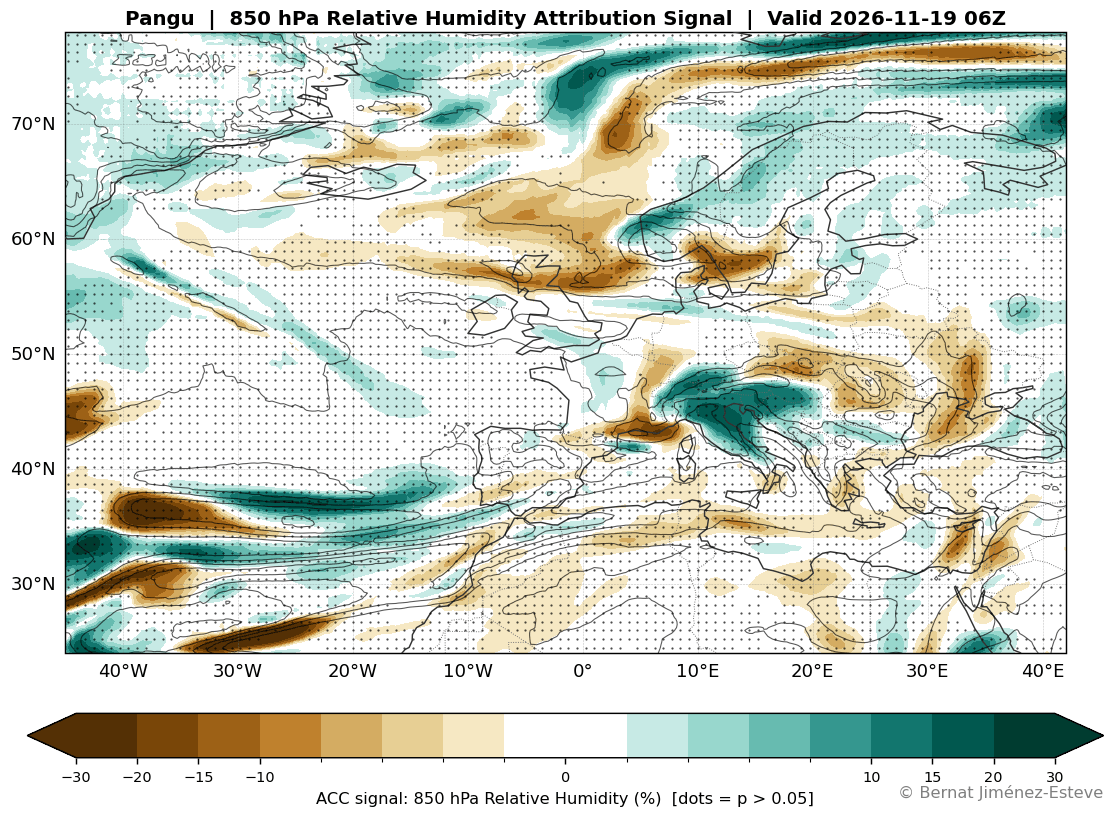 Pangu | 850 hPa Relative Humidity Attribution Signal | Valid 2026-11-19 06Z
70°N
60°N
50°N
40°N
30°N
40°W 30°W 20°W 10°W 0° 10°E 20°E 30°E 40°E
−30 −20 −15 −10 0 10 15 20 30
ACC signal: 850 hPa Relative Humidity (%) [dots = p > 0.05]
© Bernat Jiménez-Esteve